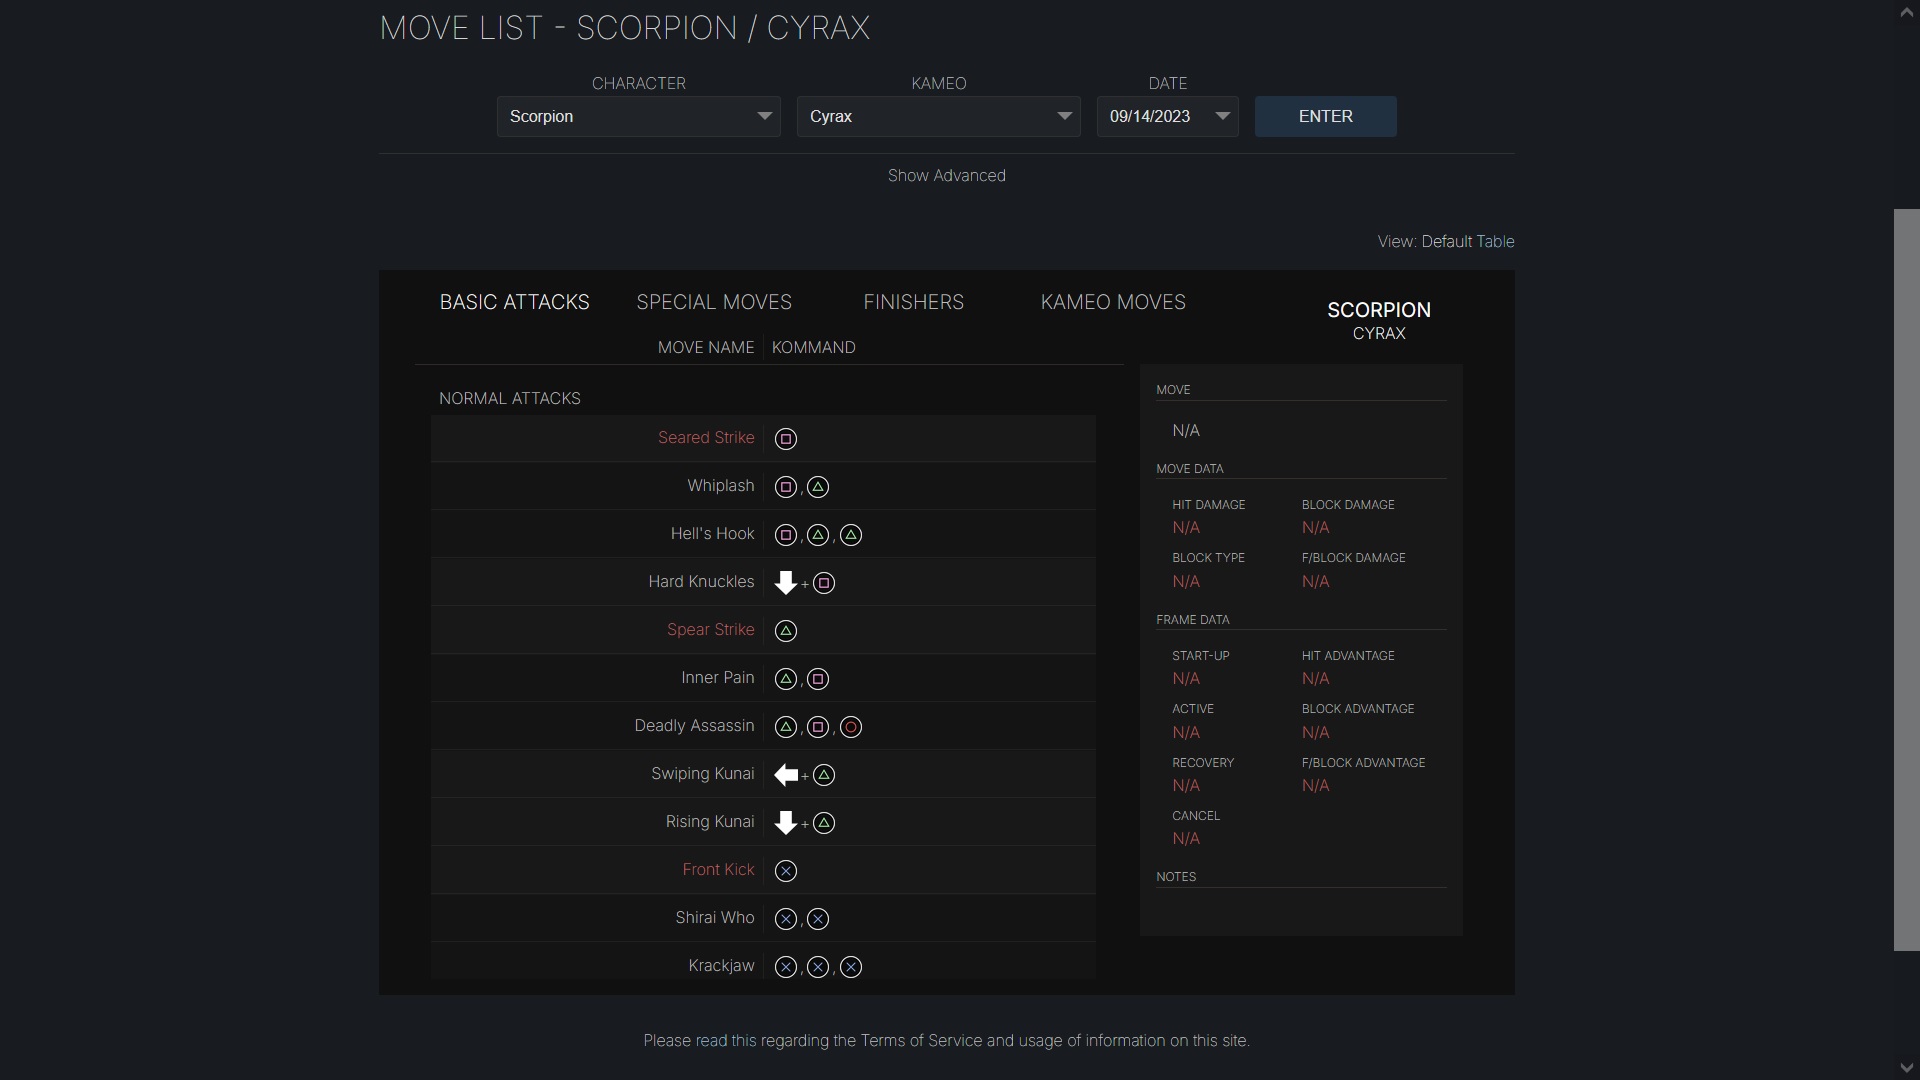 MOVE LIST - SCORPION / CYRAX
CHARACTER KAMEO DATE
Scorpion Cyrax 09/14/2023 ENTER
Show Advanced
View: Default Table
BASIC ATTACKS SPECIAL MOVES FINISHERS KAMEO MOVES
SCORPION
CYRAX
MOVE NAME KOMMAND
NORMAL ATTACKS
Seared Strike
Whiplash ,
Hell's Hook , ,
Hard Knuckles +
Spear Strike
Inner Pain ,
Deadly Assassin , ,
Swiping Kunai +
Rising Kunai +
Front Kick
Shirai Who ,
Krackjaw , ,
MOVE
N/A
MOVE DATA
HIT DAMAGE BLOCK DAMAGE
N/A N/A
BLOCK TYPE F/BLOCK DAMAGE
N/A N/A
FRAME DATA
START-UP HIT ADVANTAGE
N/A N/A
ACTIVE BLOCK ADVANTAGE
N/A N/A
RECOVERY F/BLOCK ADVANTAGE
N/A N/A
CANCEL
N/A
NOTES
Please read this regarding the Terms of Service and usage of information on this site.